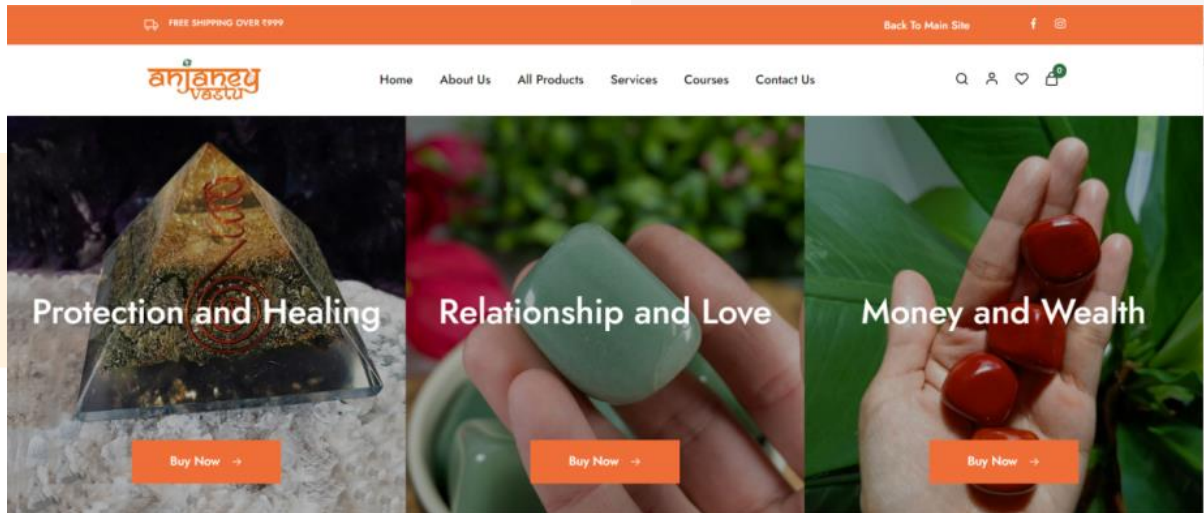 FREE SHIPPING OVER ₹999
Back To Main Site
anjaney
vastu
Home
About Us
All Products
Services
Courses
Contact Us
0
Protection and Healing
Relationship and Love
Money and Wealth
Buy Now →
Buy Now →
Buy Now →